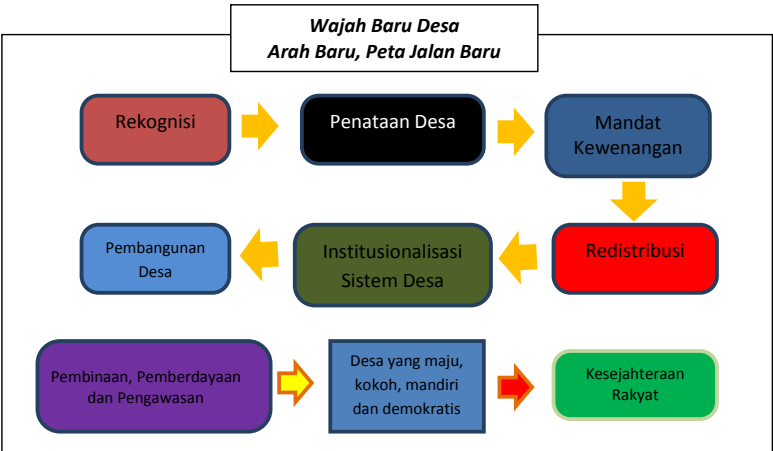 Wajah Baru Desa
Arah Baru, Peta Jalan Baru
Rekognisi
Penataan Desa
Mandat
Kewenangan
Redistribusi
Institusionalisasi
Sistem Desa
Pembangunan
Desa
Pembinaan, Pemberdayaan
dan Pengawasan
Desa yang maju,
kokoh, mandiri
dan demokratis
Kesejahteraan
Rakyat